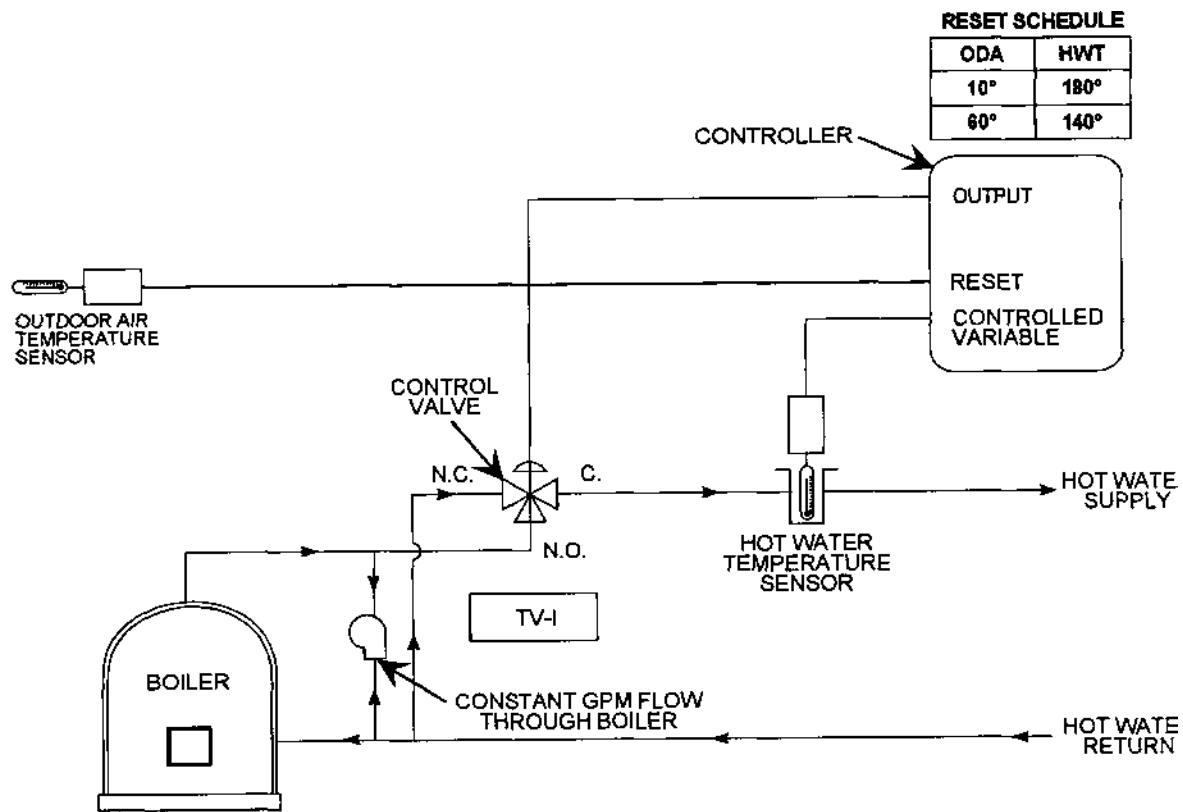 RESET SCHEDULE
ODA HWT
10° 180°
60° 140°
CONTROLLER
OUTPUT
RESET
CONTROLLED
VARIABLE
OUTDOOR AIR
TEMPERATURE
SENSOR
CONTROL
VALVE
N.C.
C.
N.O.
HOT WATER
TEMPERATURE
SENSOR
HOT WATE
SUPPLY
TV-I
BOILER
CONSTANT GPM FLOW
THROUGH BOILER
HOT WATE
RETURN